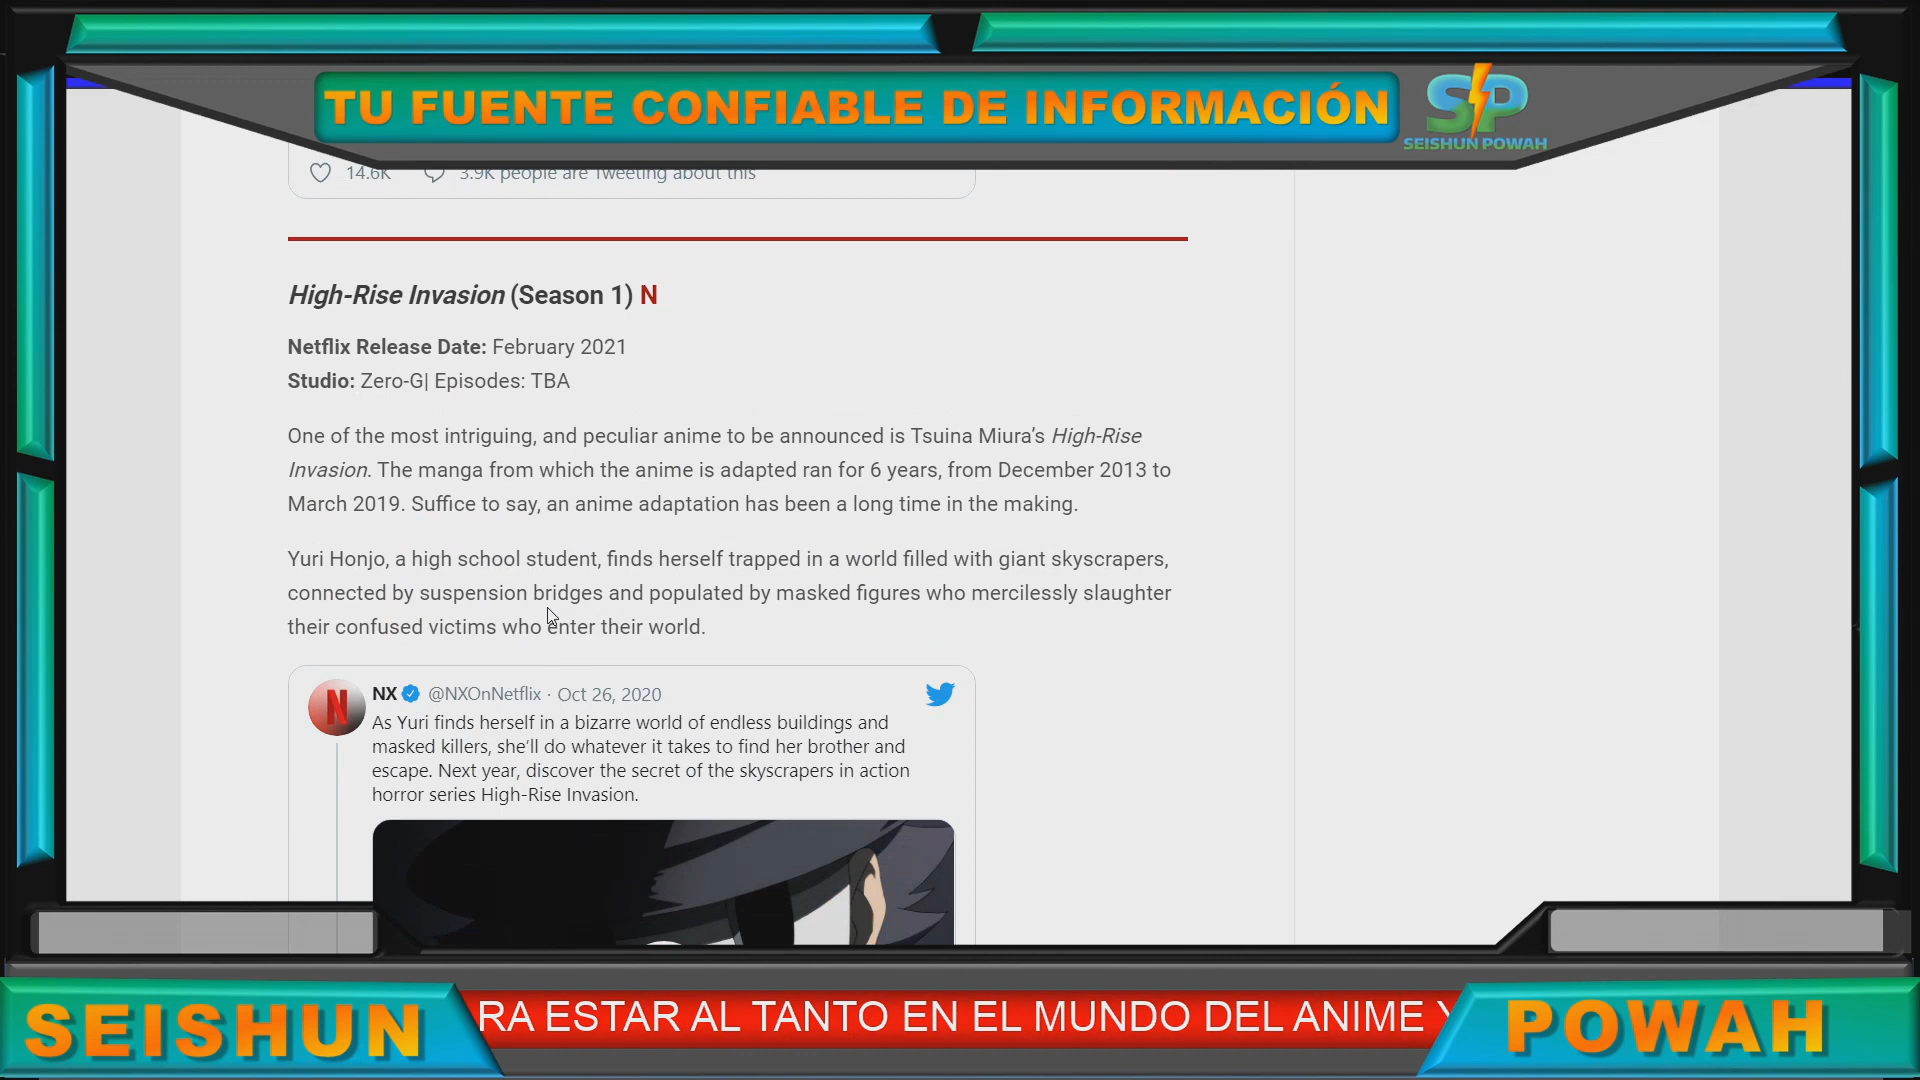 TU FUENTE CONFIABLE DE INFORMACIÓN
SP
SEISHUN POWAH
14.6K 3.9K people are Tweeting about this
High-Rise Invasion (Season 1) N
Netflix Release Date: February 2021
Studio: Zero-G| Episodes: TBA
One of the most intriguing, and peculiar anime to be announced is Tsuina Miura's High-Rise
Invasion. The manga from which the anime is adapted ran for 6 years, from December 2013 to
March 2019. Suffice to say, an anime adaptation has been a long time in the making.
Yuri Honjo, a high school student, finds herself trapped in a world filled with giant skyscrapers,
connected by suspension bridges and populated by masked figures who mercilessly slaughter
their confused victims who enter their world.
N
NX @NXOnNetflix · Oct 26, 2020
As Yuri finds herself in a bizarre world of endless buildings and
masked killers, she'll do whatever it takes to find her brother and
escape. Next year, discover the secret of the skyscrapers in action
horror series High-Rise Invasion.
SEISHUN
RA ESTAR AL TANTO EN EL MUNDO DEL ANIME Y
POWAH